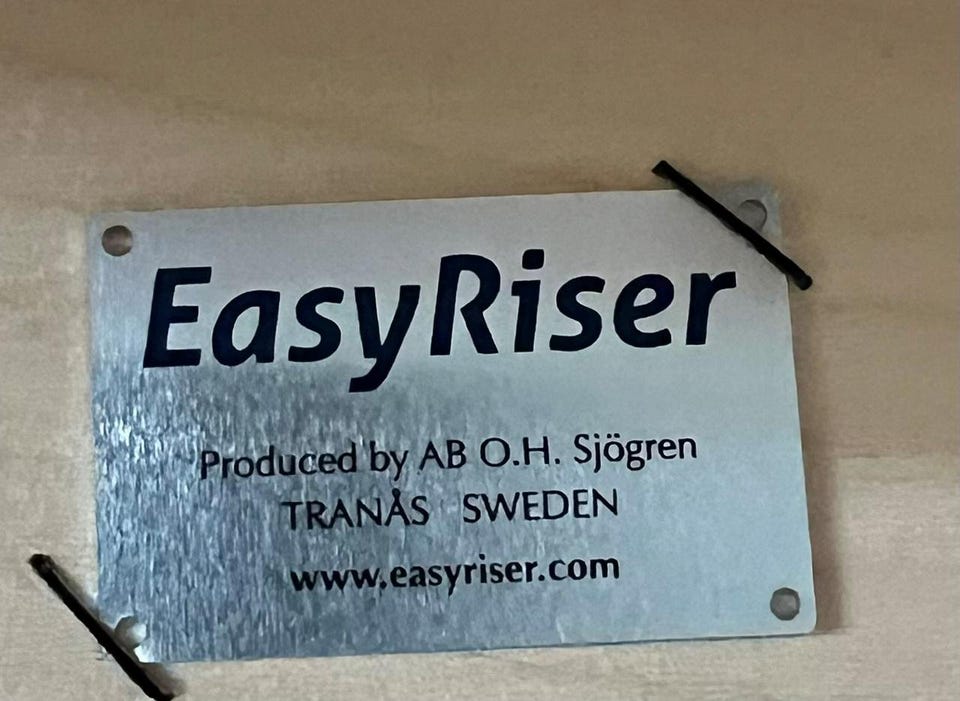 EasyRiser
Produced by AB O.H. Sjögren
TRANÅS SWEDEN
www.easyriser.com